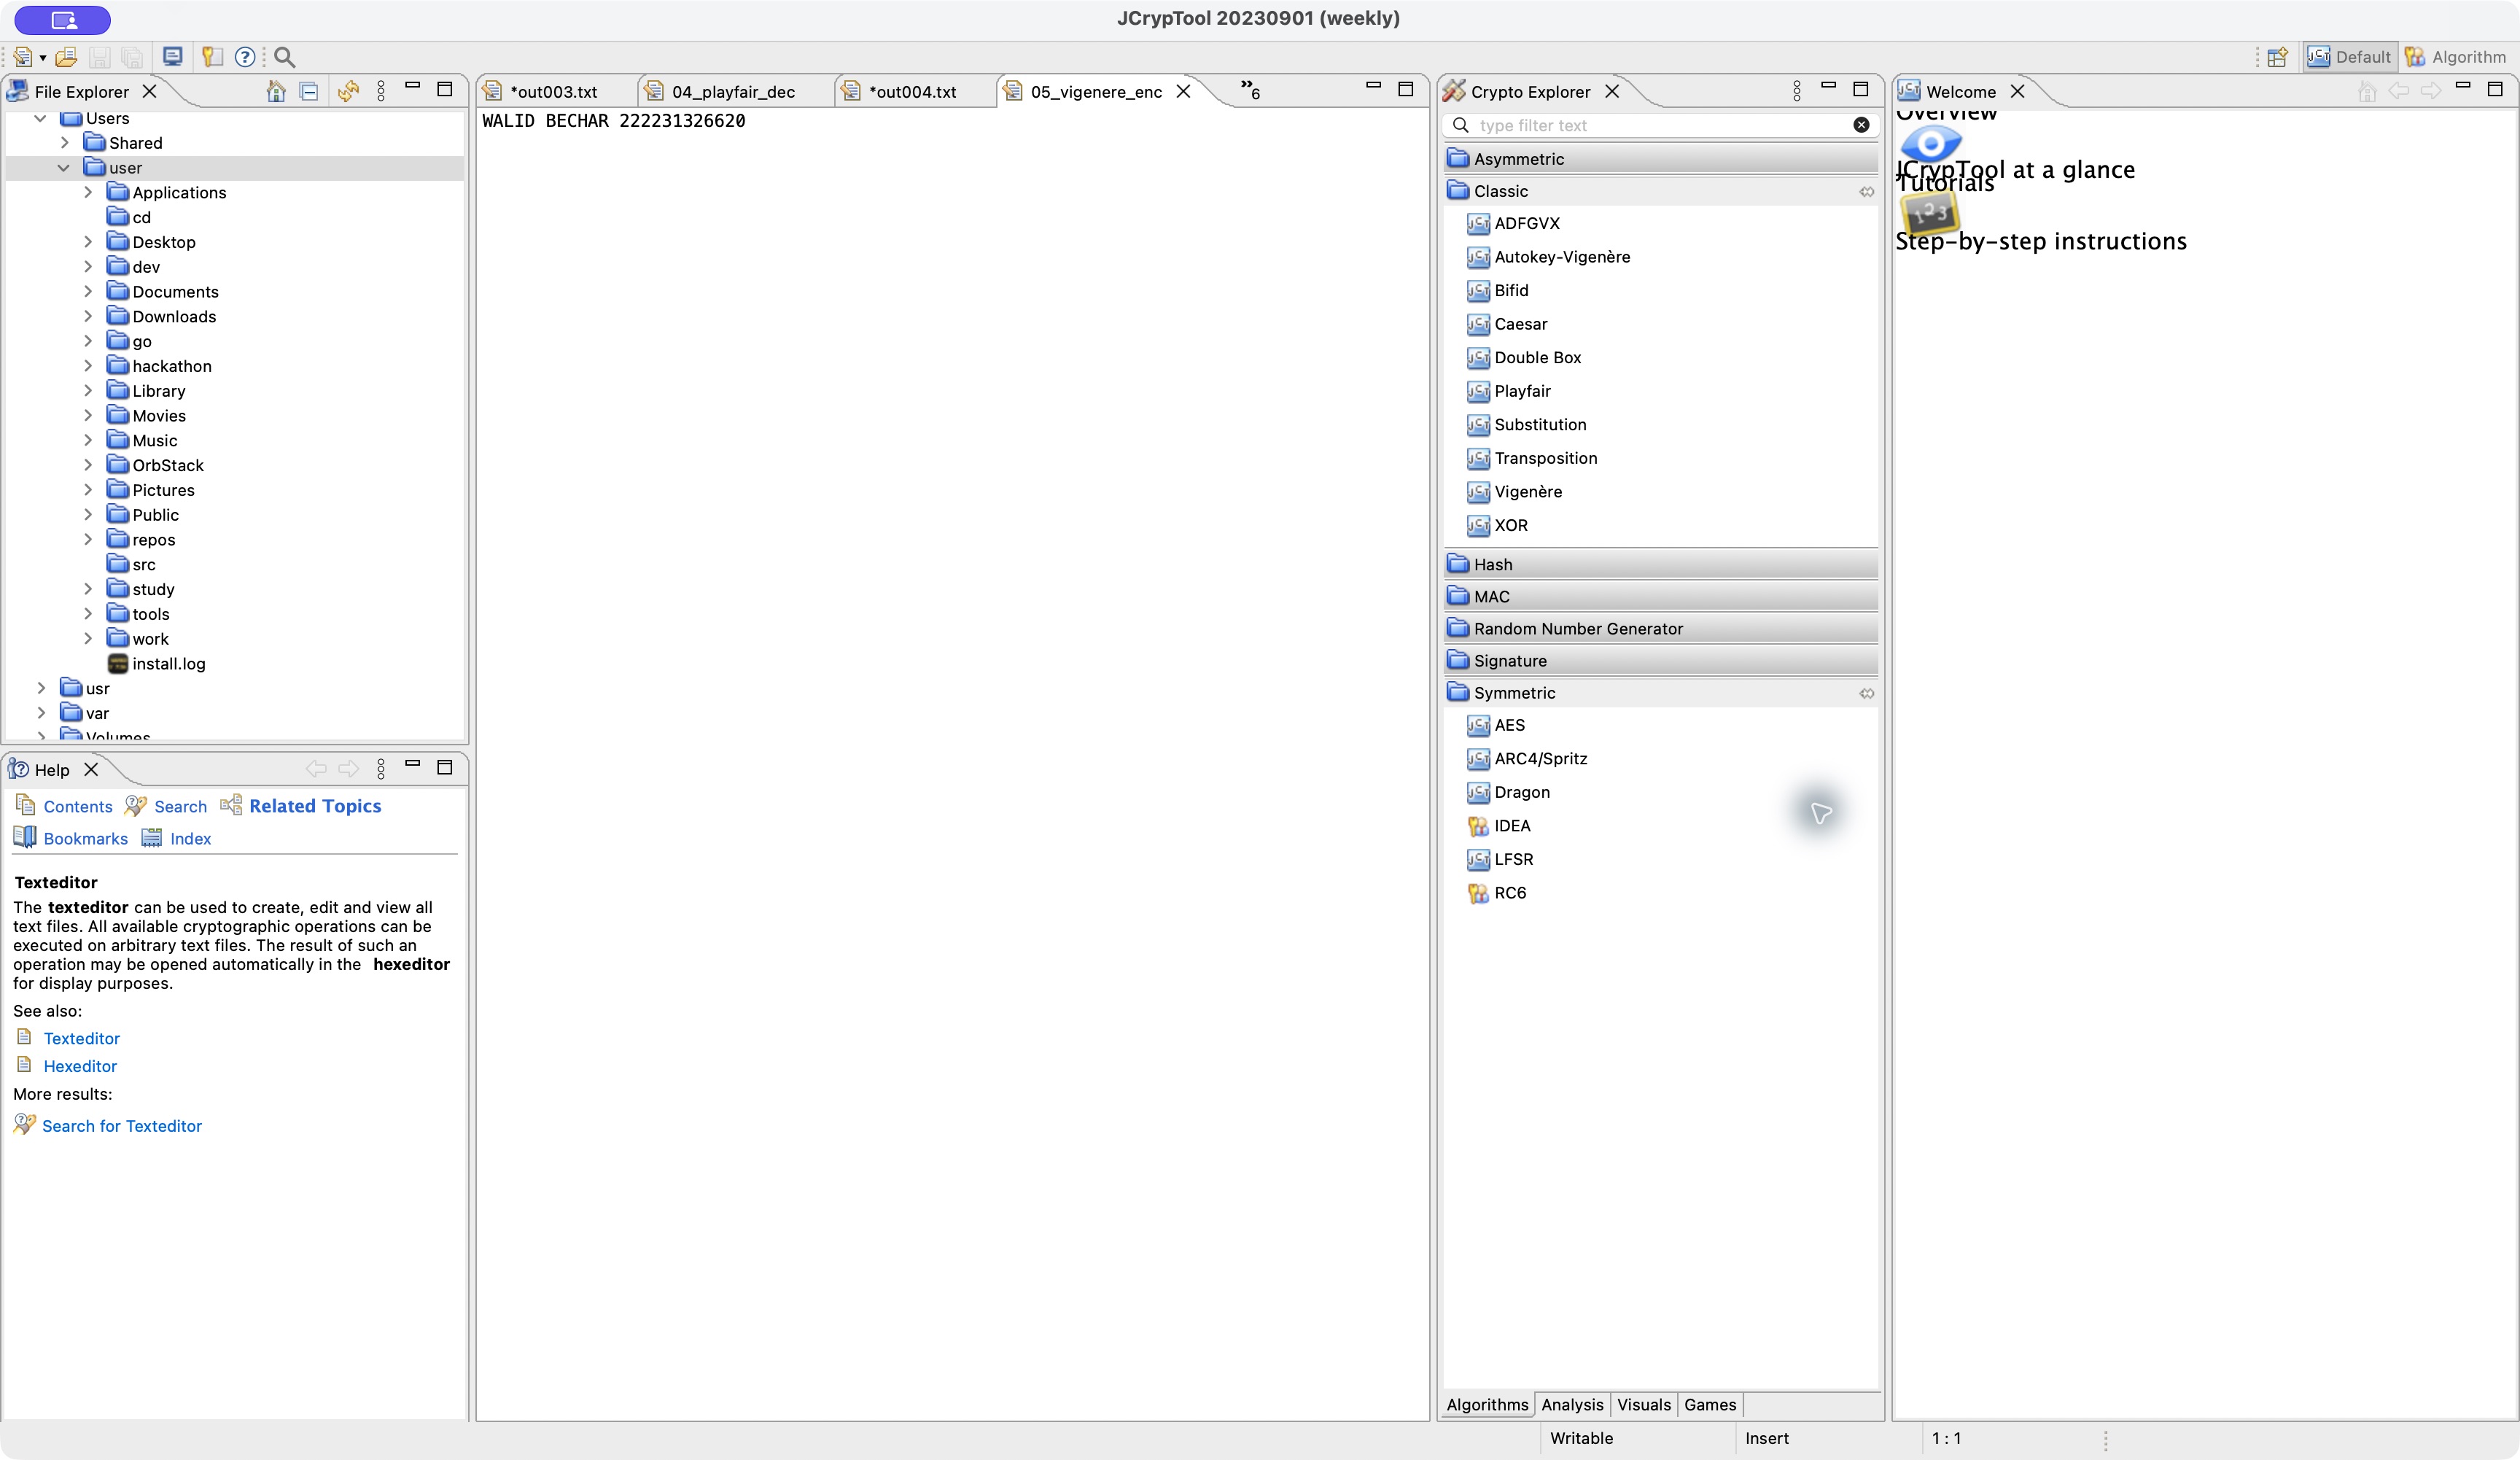 JCrypTool 20230901 (weekly)
Default
Algorithm
File Explorer
Users
Shared
user
Applications
cd
Desktop
dev
Documents
Downloads
go
hackathon
Library
Movies
Music
OrbStack
Pictures
Public
repos
src
study
tools
work
install.log
usr
var
Volumes
Help
Contents Search Related Topics
Bookmarks Index
Texteditor
The texteditor can be used to create, edit and view all
text files. All available cryptographic operations can be
executed on arbitrary text files. The result of such an
operation may be opened automatically in the hexeditor
for display purposes.
See also:
Texteditor
Hexeditor
More results:
Search for Texteditor
*out003.txt 04_playfair_dec *out004.txt 05_vigenere_enc »6
WALID BECHAR 222231326620
Crypto Explorer
type filter text
Asymmetric
Classic
ADFGVX
Autokey-Vigenère
Bifid
Caesar
Double Box
Playfair
Substitution
Transposition
Vigenère
XOR
Hash
MAC
Random Number Generator
Signature
Symmetric
AES
ARC4/Spritz
Dragon
IDEA
LFSR
RC6
Algorithms Analysis Visuals Games
Welcome
Overview
JCrypTool at a glance
Tutorials
Step-by-step instructions
Writable Insert 1 : 1